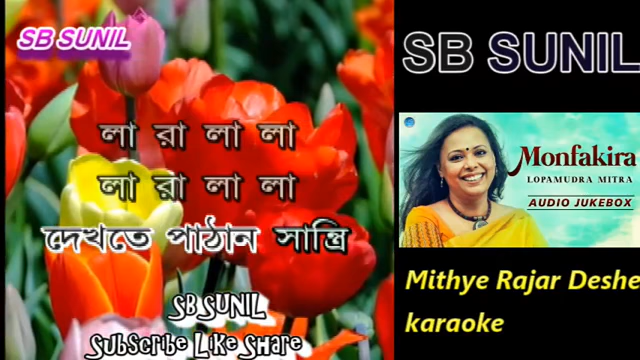 SB SUNIL
লা রা লা লা
লা রা লা লা
দেখতে পাঠান সান্ত্রি
SB SUNIL
Subscribe Like Share
SB SUNIL
Monfakira
LOPAMUDRA MITRA
AUDIO JUKEBOX
Mithye Rajar Deshe
karaoke